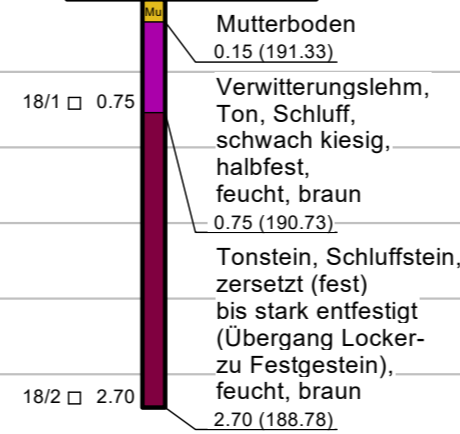 Mu
Mutterboden
0.15 (191.33)
18/1 □ 0.75
Verwitterungslehm,
Ton, Schluff,
schwach kiesig,
halbfest,
feucht, braun
0.75 (190.73)
Tonstein, Schluffstein,
zersetzt (fest)
bis stark entfestigt
(Übergang Locker-
zu Festgestein),
feucht, braun
18/2 □ 2.70
2.70 (188.78)